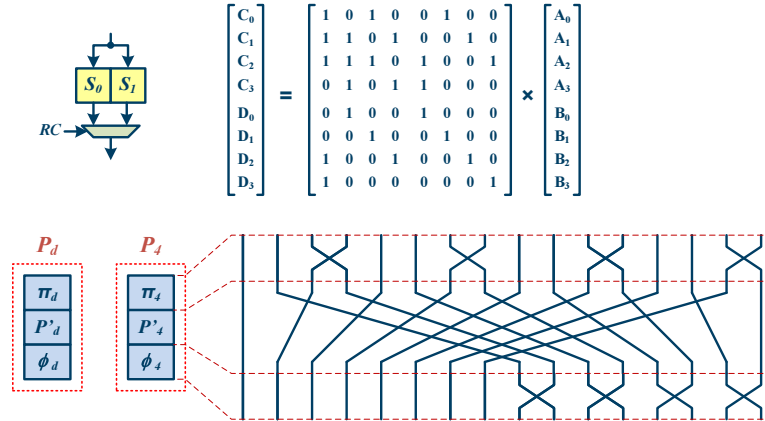 C₀ 1 0 1 0 0 1 0 0 A₀
C₁ 1 1 0 1 0 0 1 0 A₁
C₂ 1 1 1 0 1 0 0 1 A₂
S₀ S₁ C₃ = 0 1 0 1 1 0 0 0 × A₃
D₀ 0 1 0 0 1 0 0 0 B₀
RC D₁ 0 0 1 0 0 1 0 0 B₁
D₂ 1 0 0 1 0 0 1 0 B₂
D₃ 1 0 0 0 0 0 0 1 B₃
P_d P₄
π_d π₄
P'_d P'₄
ϕ_d ϕ₄